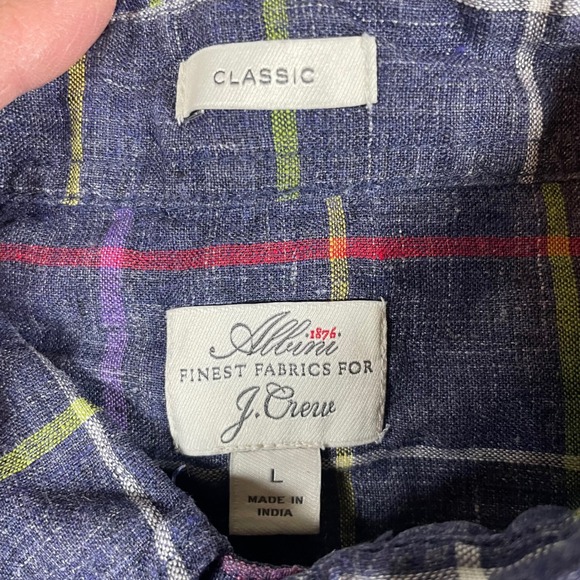 CLASSIC
Albini
·1876·
FINEST FABRICS FOR
J.Crew
L
MADE IN
INDIA